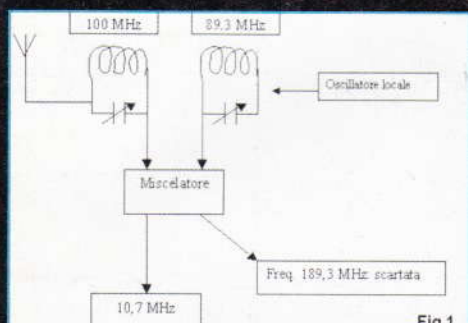 100 MHz
89.3 MHz
Oscillatore locale
Miscelatore
Freq. 189,3 MHz scartata
10,7 MHz
Fig.1